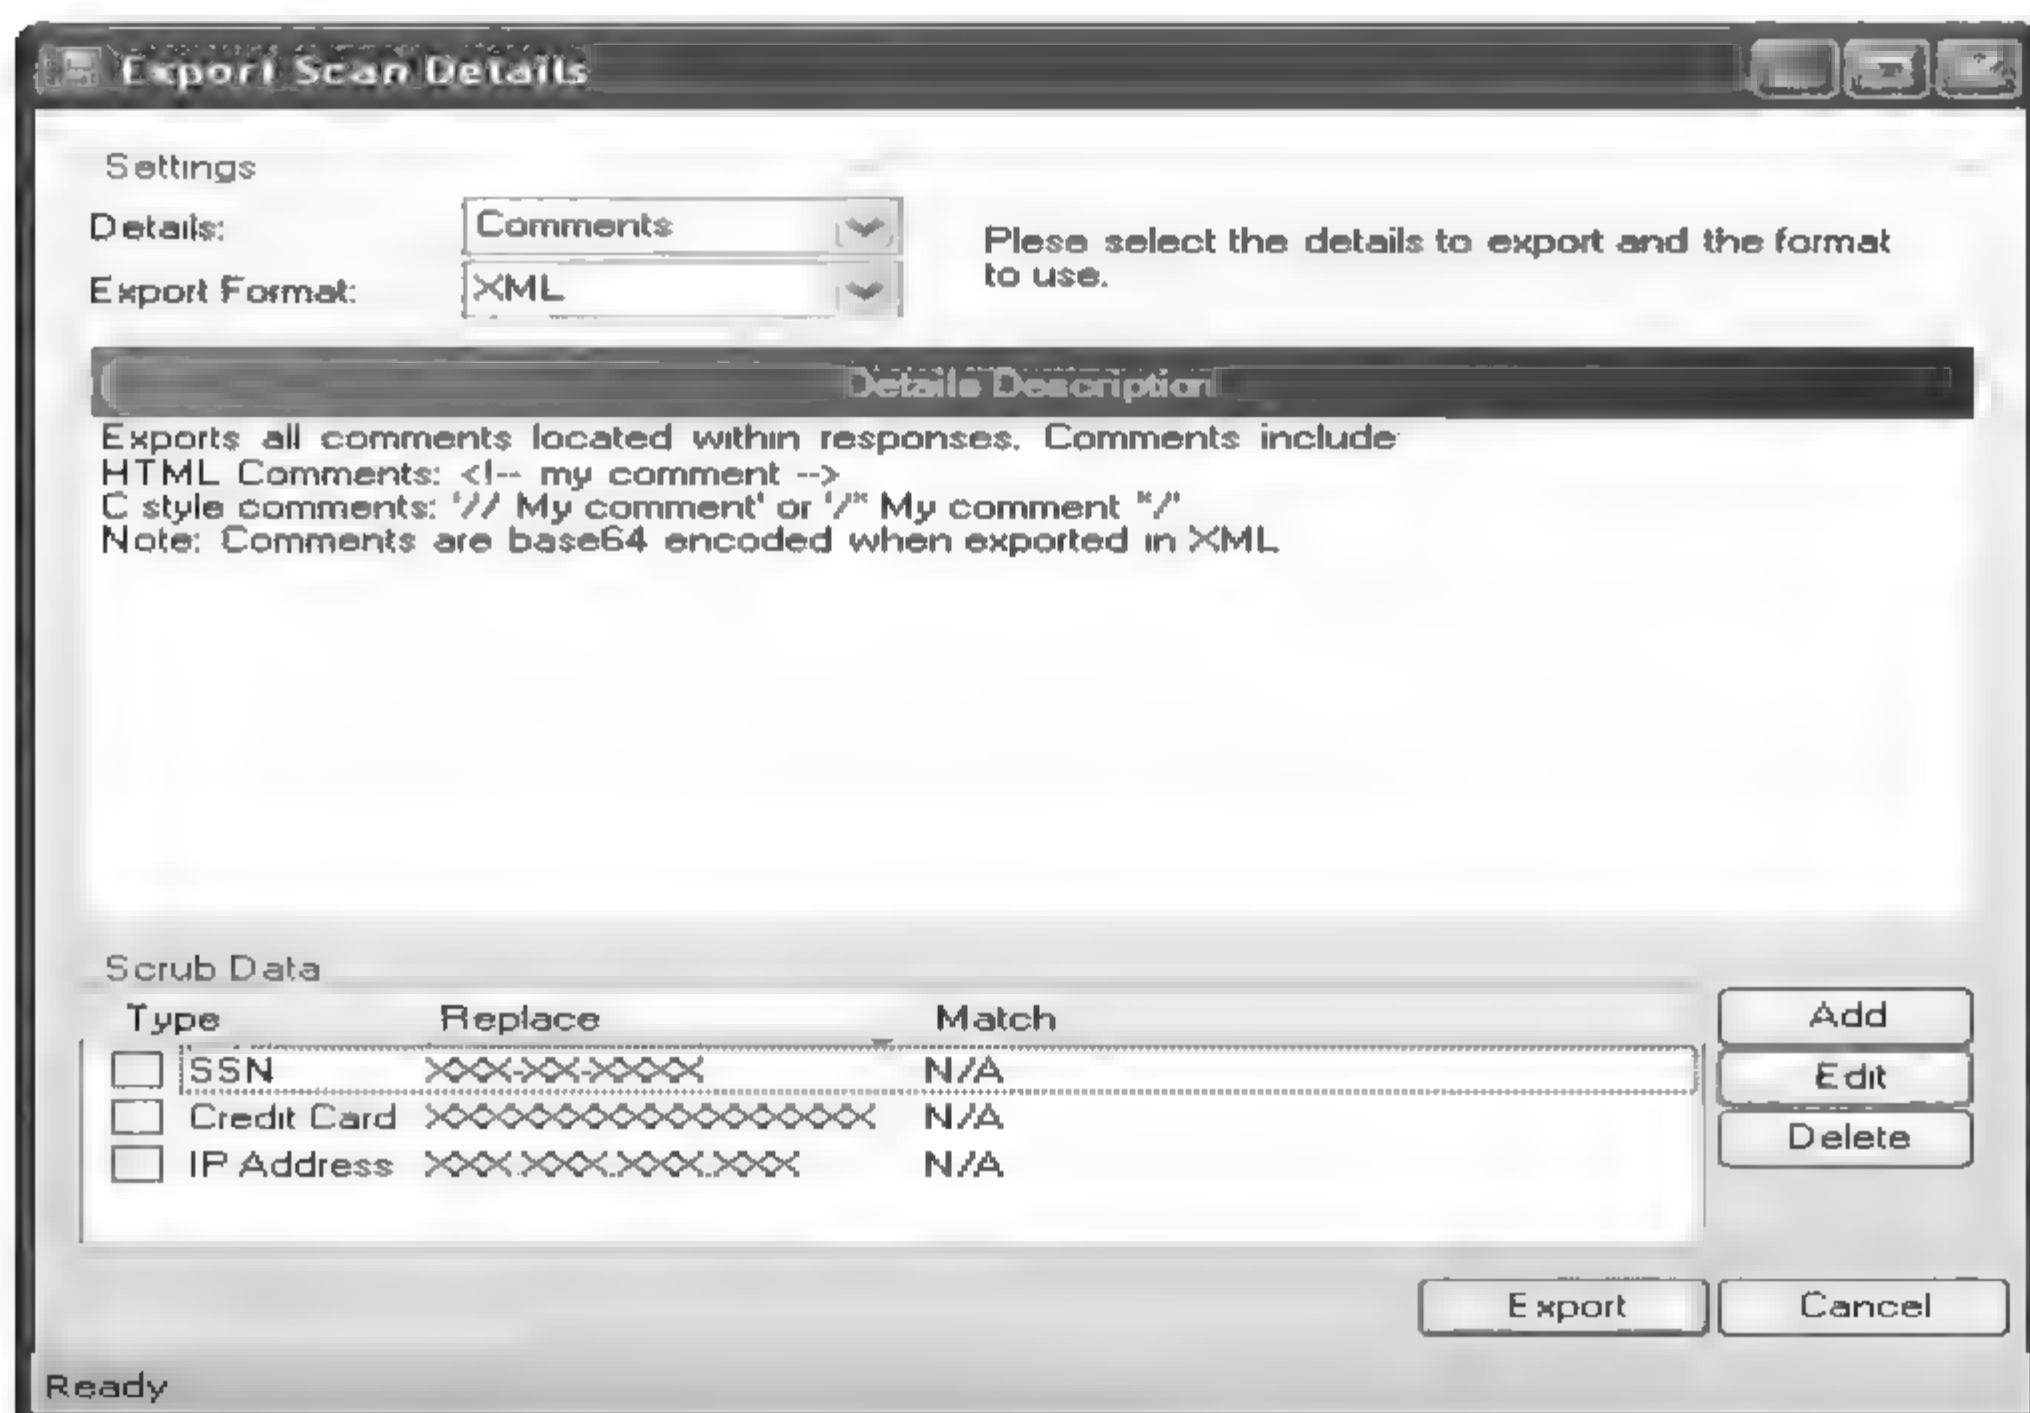 Export Scan Details
Settings
Details: Comments
Export Format: XML
Plese select the details to export and the format
to use.
Details Description
Exports all comments located within responses. Comments include
HTML Comments: <!-- my comment -->
C style comments: '// My comment' or '/* My comment */'
Note: Comments are base64 encoded when exported in XML
Scrub Data
Type Replace Match
SSN XXX-XX-XXXX N/A
Credit Card XXXXXXXXXXXXXXXX N/A
IP Address XXX.XXX.XXX.XXX N/A
Add
Edit
Delete
Export Cancel
Ready